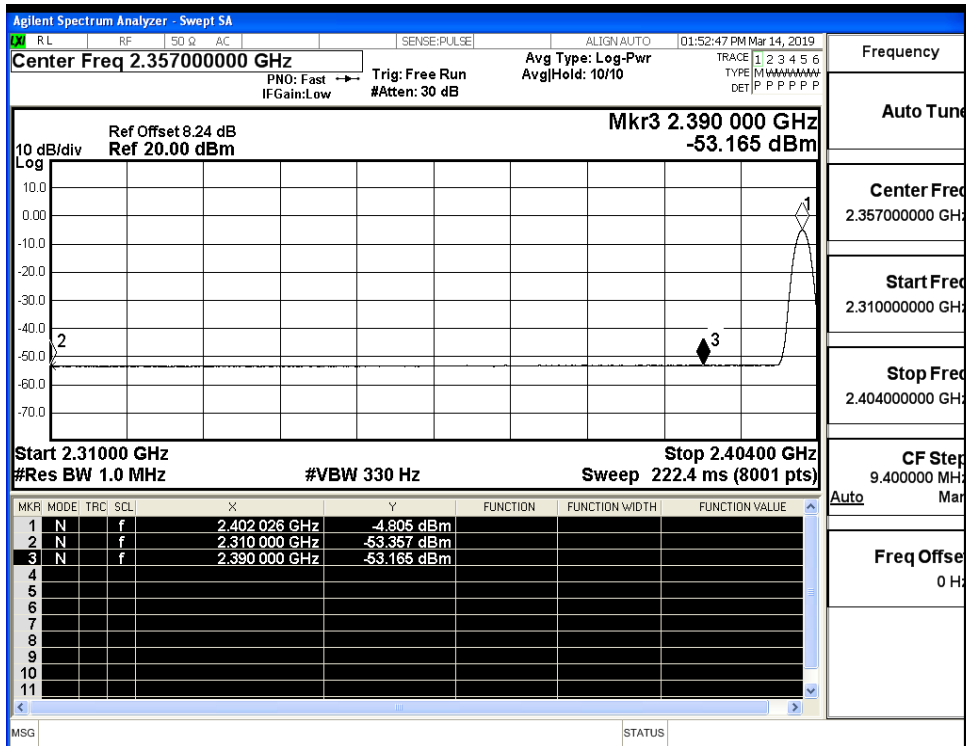 Agilent Spectrum Analyzer - Swept SA
LXI RL RF 50 Ω AC SENSE:PULSE ALIGN AUTO 01:52:47 PM Mar 14, 2019
Center Freq 2.357000000 GHz
PNO: Fast
IFGain:Low
Trig: Free Run
#Atten: 30 dB
Avg Type: Log-Pwr
Avg|Hold: 10/10
TRACE 1 2 3 4 5 6
TYPE M
DET P P P P P P
Mkr3 2.390 000 GHz
-53.165 dBm
Ref Offset 8.24 dB
10 dB/div Ref 20.00 dBm
Log
10.0
0.00
-10.0
-20.0
-30.0
-40.0
-50.0
-60.0
-70.0
1
2
3
Start 2.31000 GHz Stop 2.40400 GHz
#Res BW 1.0 MHz #VBW 330 Hz Sweep 222.4 ms (8001 pts)
MKR MODE TRC SCL X Y FUNCTION FUNCTION WIDTH FUNCTION VALUE
1 N f 2.402 026 GHz -4.805 dBm
2 N f 2.310 000 GHz -53.357 dBm
3 N f 2.390 000 GHz -53.165 dBm
4
5
6
7
8
9
10
11
MSG STATUS
Frequency
Auto Tune
Center Freq
2.357000000 GHz
Start Freq
2.310000000 GHz
Stop Freq
2.404000000 GHz
CF Step
9.400000 MHz
Auto Man
Freq Offset
0 Hz